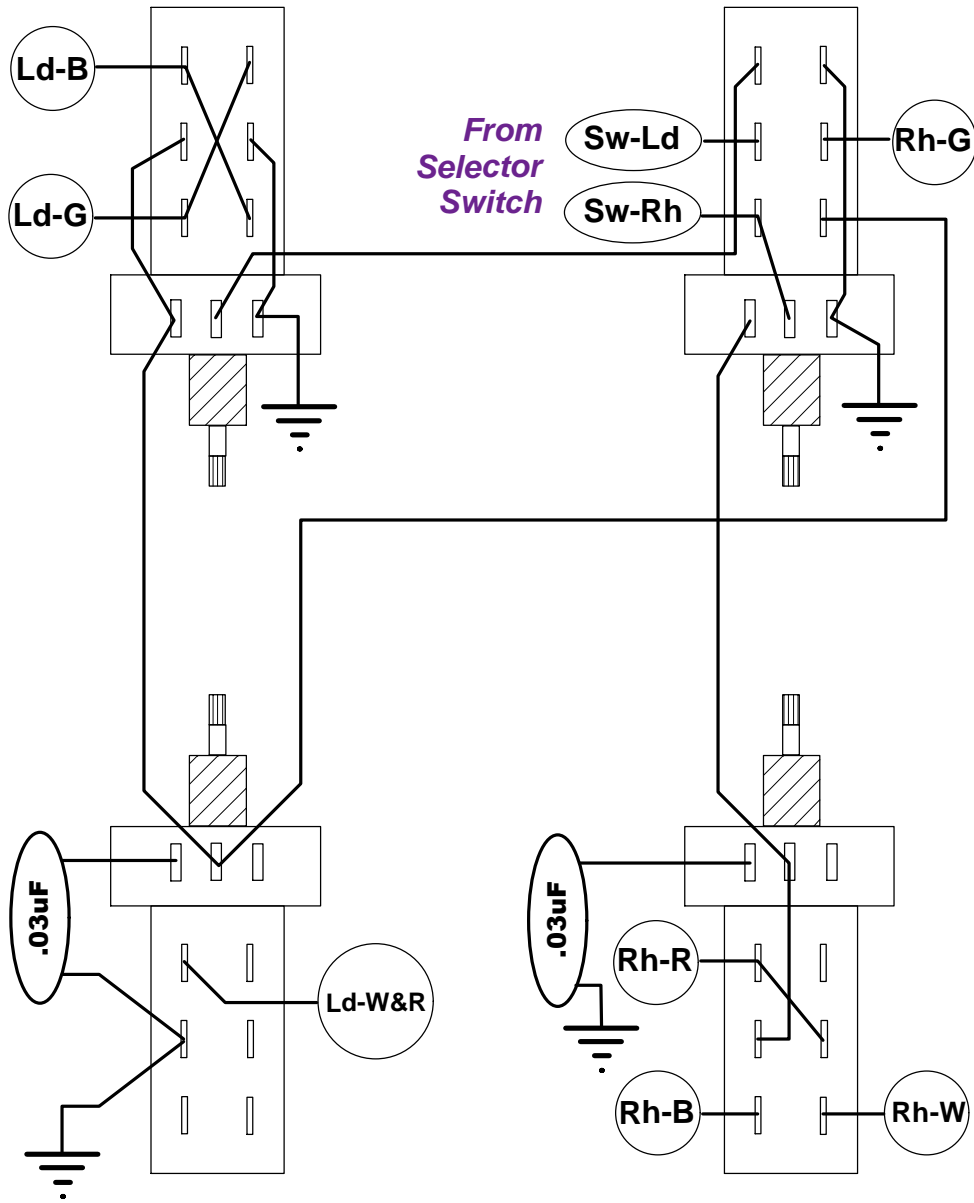 Ld-B
From
Selector
Switch
Sw-Ld
Rh-G
Ld-G
Sw-Rh
.03uF
.03uF
Rh-R
Ld-W&R
Rh-B
Rh-W